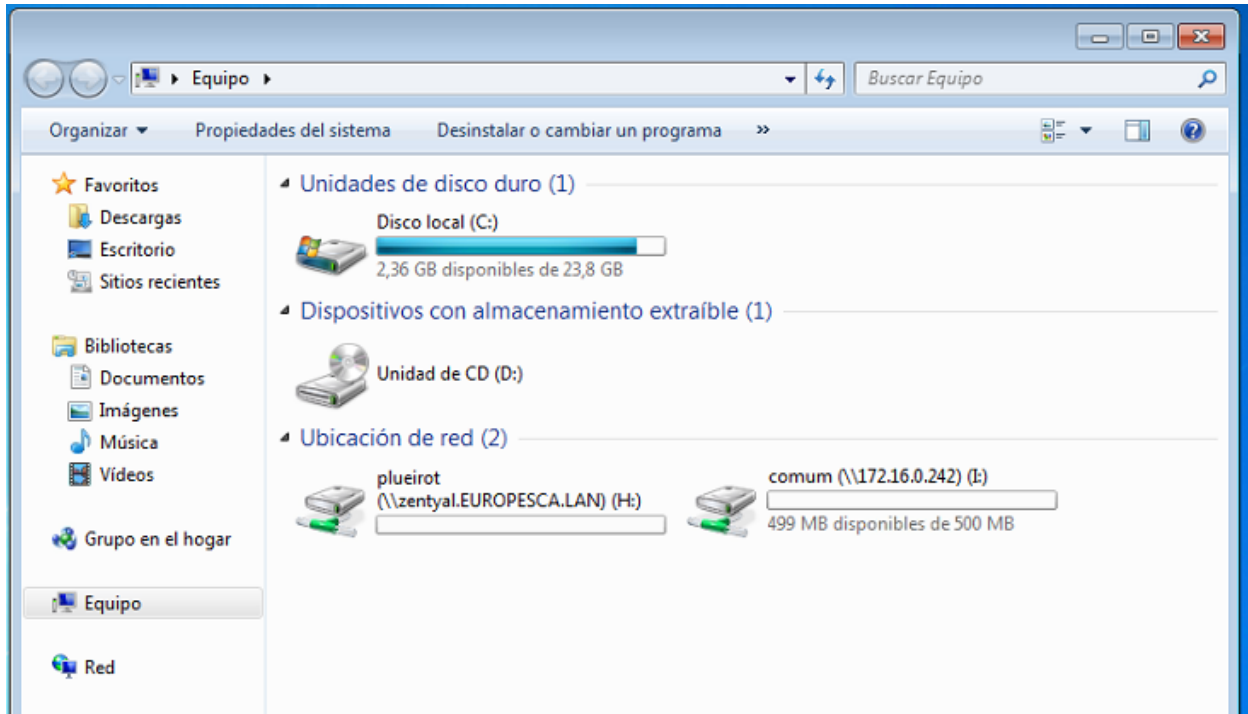 Equipo
Buscar Equipo
Organizar
Propiedades del sistema
Desinstalar o cambiar un programa
»
Favoritos
Descargas
Escritorio
Sitios recientes
Bibliotecas
Documentos
Imágenes
Música
Vídeos
Grupo en el hogar
Equipo
Red
Unidades de disco duro (1)
Disco local (C:)
2,36 GB disponibles de 23,8 GB
Dispositivos con almacenamiento extraíble (1)
Unidad de CD (D:)
Ubicación de red (2)
plueirot
(\\zentyal.EUROPESCA.LAN) (H:)
comum (\\172.16.0.242) (I:)
499 MB disponibles de 500 MB